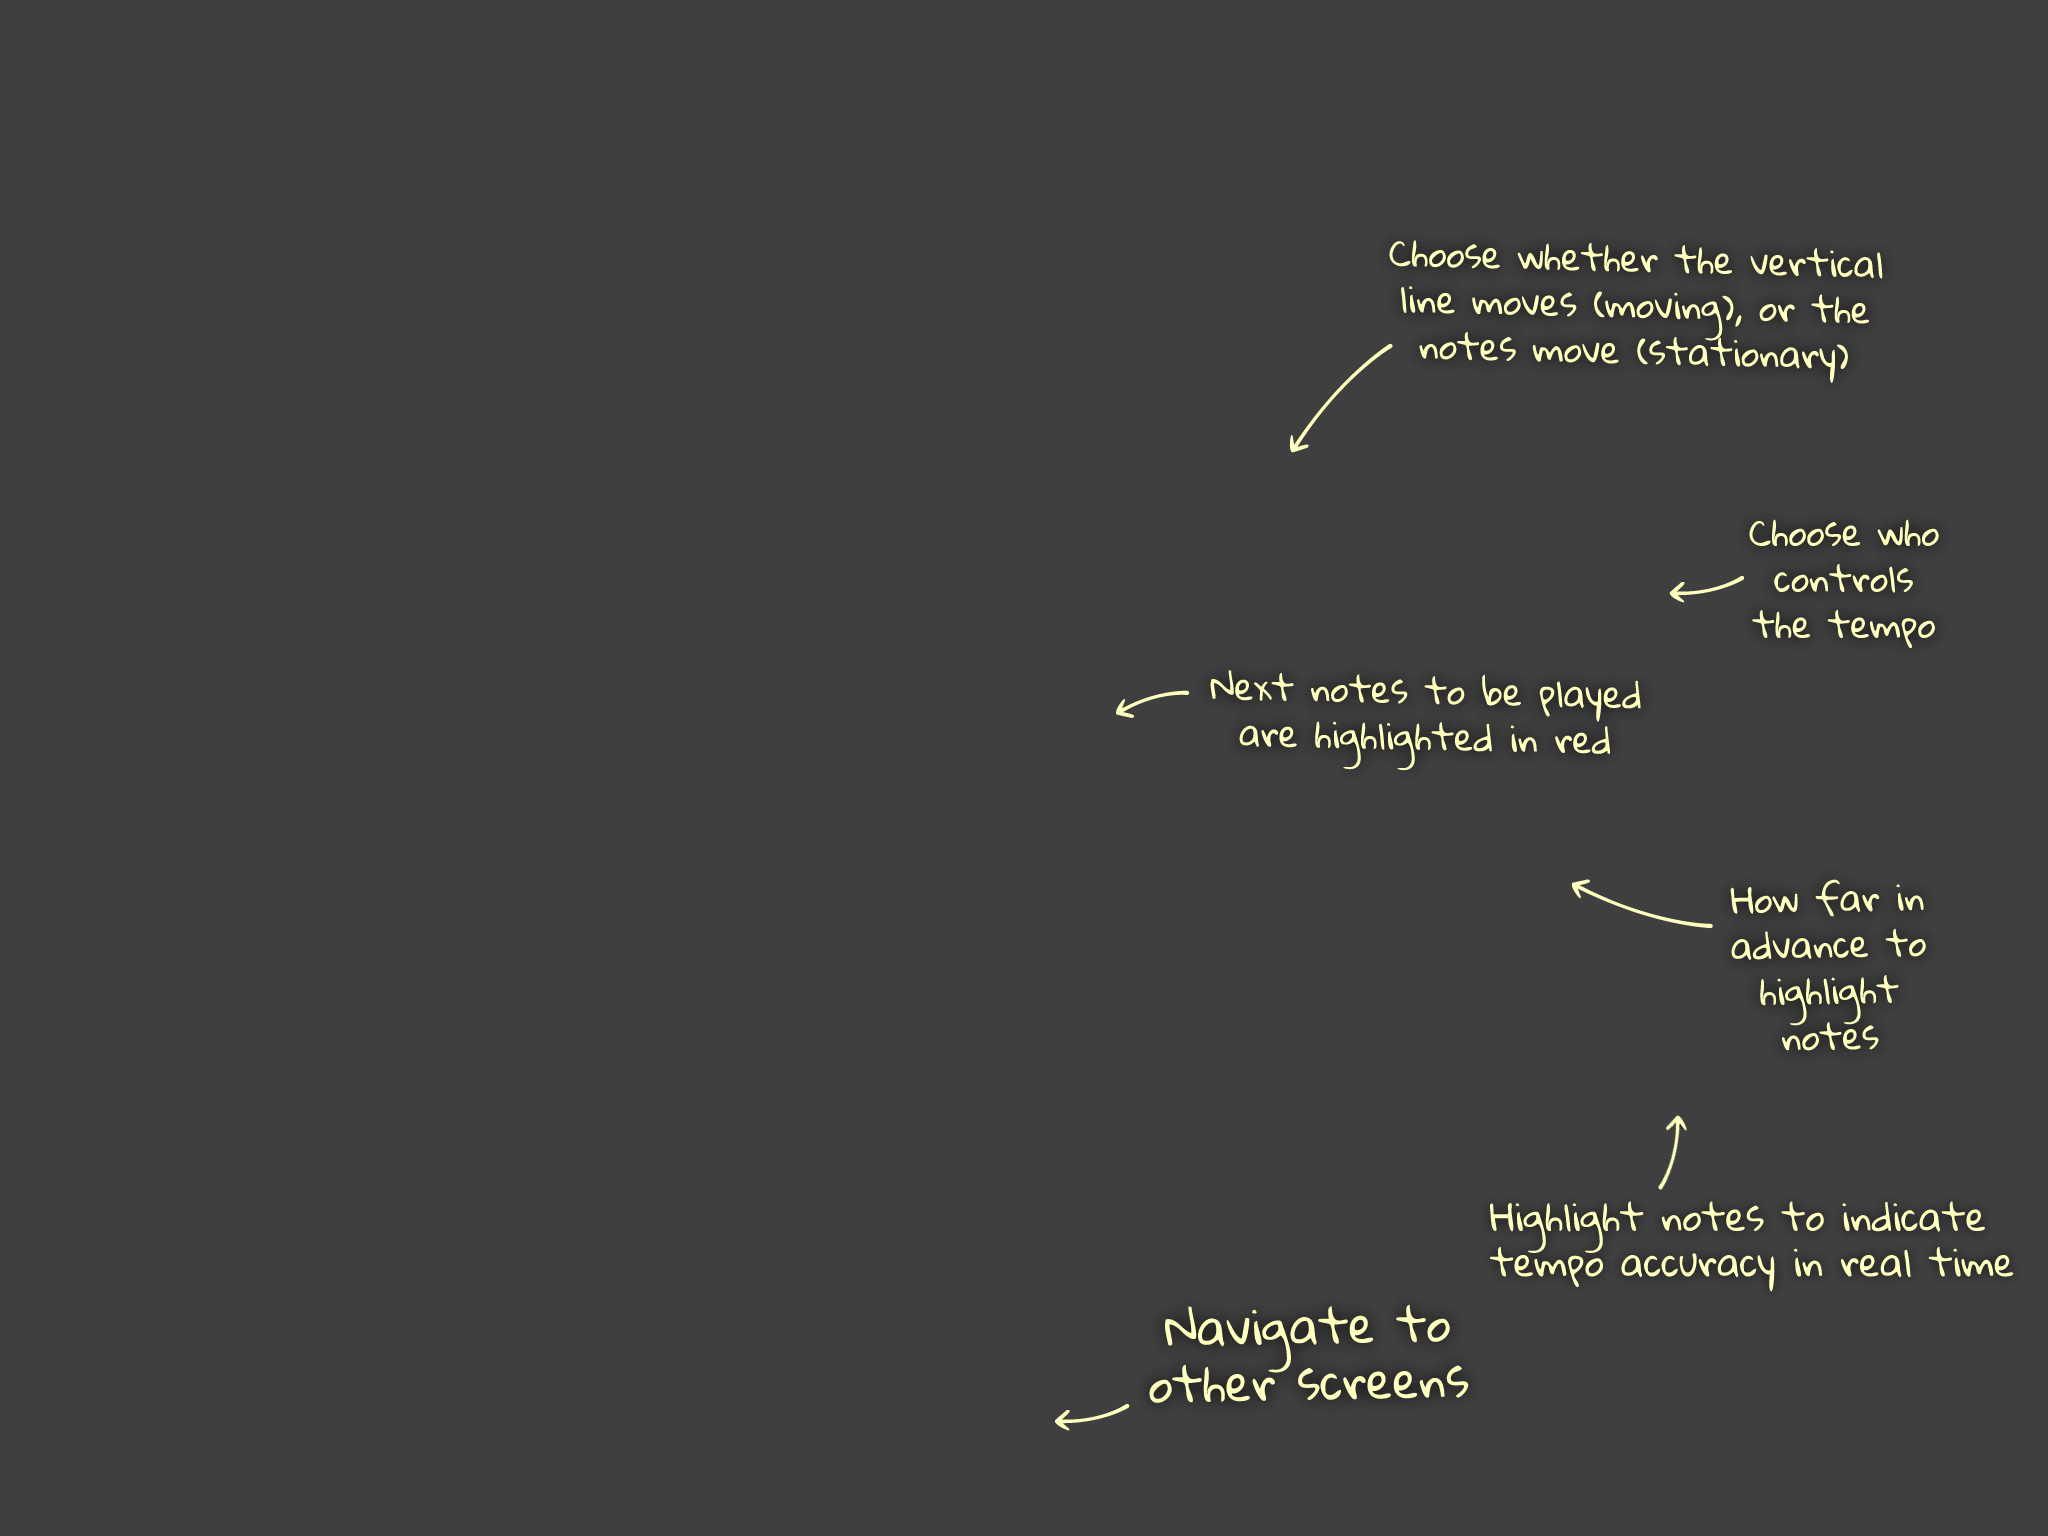 Choose whether the vertical
line moves (moving), or the
notes move (stationary)
Choose who
controls
the tempo
Next notes to be played
are highlighted in red
How far in
advance to
highlight
notes
Highlight notes to indicate
tempo accuracy in real time
Navigate to
other screens